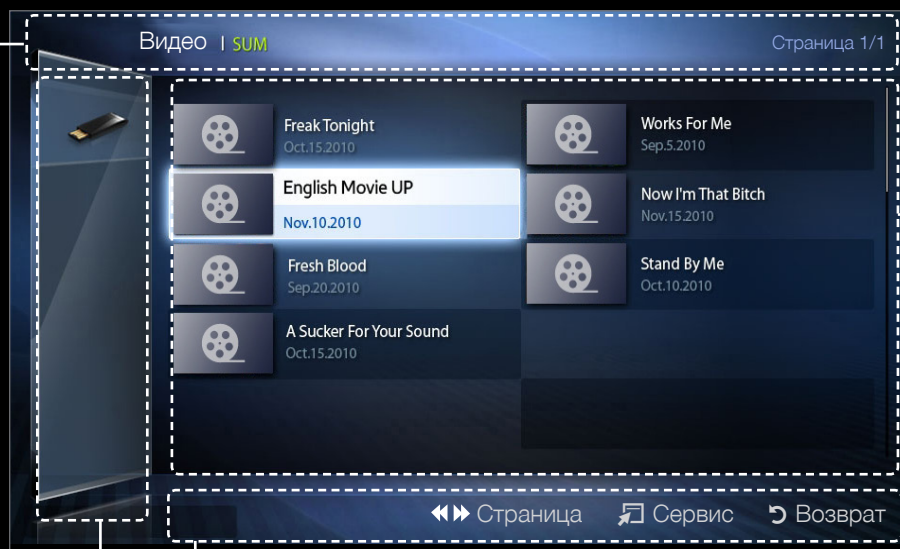 Видео | SUM
Страница 1/1
Freak Tonight
Oct.15.2010
Works For Me
Sep.5.2010
English Movie UP
Nov.10.2010
Now I'm That Bitch
Nov.15.2010
Fresh Blood
Sep.20.2010
Stand By Me
Oct.10.2010
A Sucker For Your Sound
Oct.15.2010
Страница Сервис Возврат